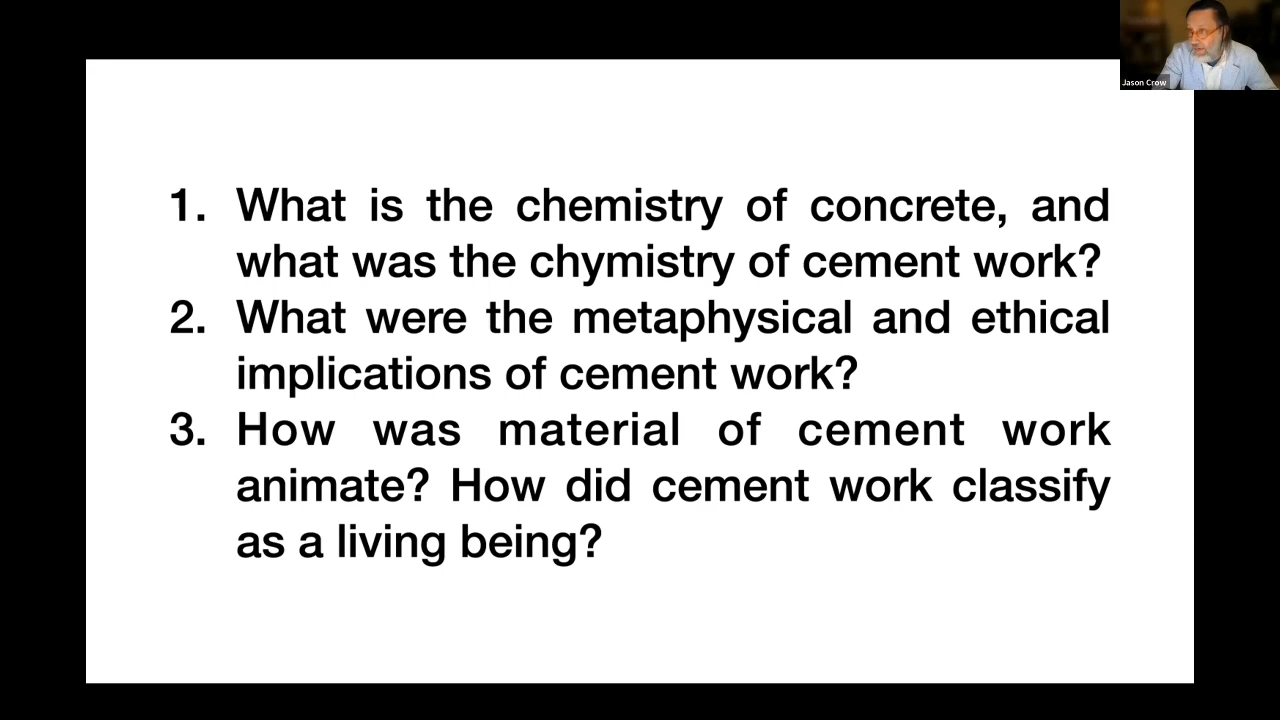 Jason Crow
1. What is the chemistry of concrete, and
what was the chymistry of cement work?
2. What were the metaphysical and ethical
implications of cement work?
3. How was material of cement work
animate? How did cement work classify
as a living being?